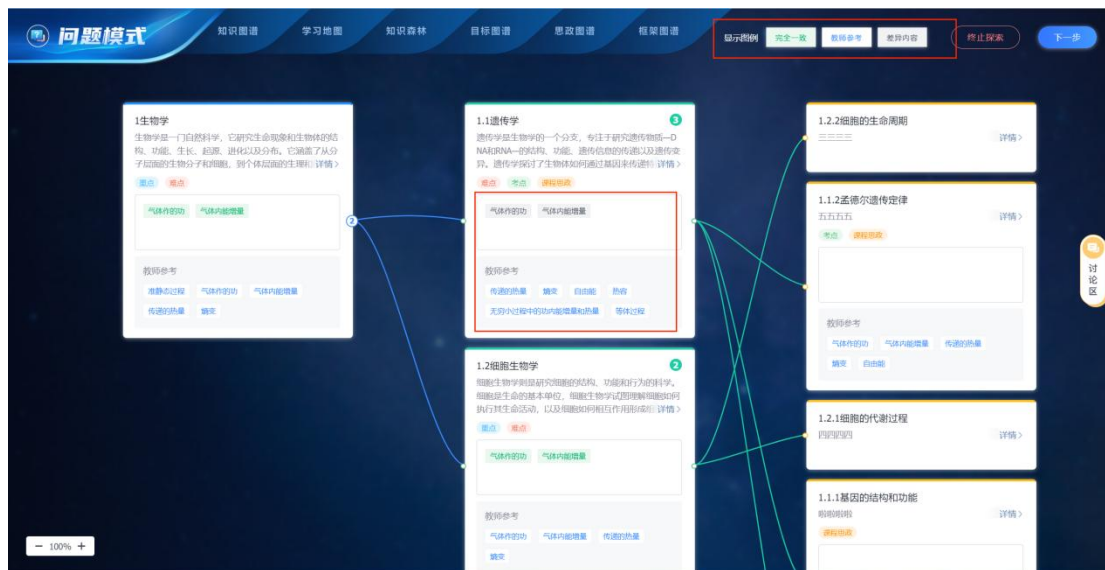 问题模式
知识图谱
学习地图
知识森林
目标图谱
思政图谱
框架图谱
显示图例
完全一致
教师参考
差异内容
终止探索
下一步
1生物学
生物学是一门自然科学，它研究生命现象和生物体的结
构、功能、生长、起源、进化以及分布。它涵盖了从分
子层面的生物分子和细胞，到个体层面的生理和 详情>
重点 难点
气体作的功 气体内能增量
2
教师参考
准静态过程 气体作的功 气体内能增量
传递的热量 熵变
1.1遗传学 3
遗传学是生物学的一个分支，专注于研究遗传物质—D
NA和RNA—的结构、功能、遗传信息的传递以及遗传变
异。遗传学探讨了生物体如何通过基因来传递特 详情>
难点 考点 课程思政
气体作的功 气体内能增量
教师参考
传递的热量 熵变 自由能 热容
无穷小过程中的功内能增量和热量 等体过程
1.2细胞生物学 2
细胞生物学则是研究细胞的结构、功能和行为的科学。
细胞是生命的基本单位，细胞生物学试图理解细胞如何
执行其生命活动，以及细胞如何相互作用形成组 详情>
重点 难点
气体作的功 气体内能增量
教师参考
气体作的功 气体内能增量 传递的热量
熵变
1.2.2细胞的生命周期
三三三三 详情>
1.1.2孟德尔遗传定律
五五五五 详情>
考点 课程思政
教师参考
气体作的功 气体内能增量 传递的热量
熵变 自由能
1.2.1细胞的代谢过程
四四四四 详情>
1.1.1基因的结构和功能
啦啦啦啦 详情>
课程思政
讨论区
− 100% +